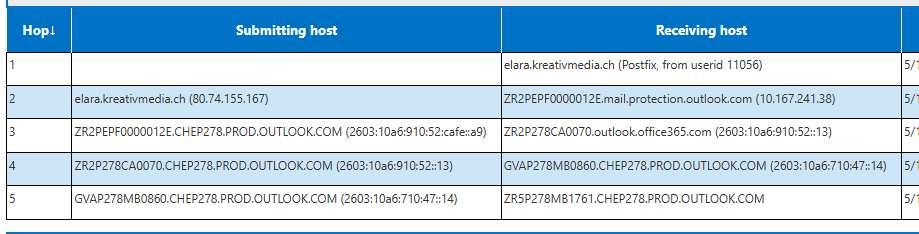 Hop↓ Submitting host Receiving host
1 elara.kreativmedia.ch (Postfix, from userid 11056) 5/1
2 elara.kreativmedia.ch (80.74.155.167) ZR2PEPF0000012E.mail.protection.outlook.com (10.167.241.38) 5/1
3 ZR2PEPF0000012E.CHEP278.PROD.OUTLOOK.COM (2603:10a6:910:52:cafe::a9) ZR2P278CA0070.outlook.office365.com (2603:10a6:910:52::13) 5/1
4 ZR2P278CA0070.CHEP278.PROD.OUTLOOK.COM (2603:10a6:910:52::13) GVAP278MB0860.CHEP278.PROD.OUTLOOK.COM (2603:10a6:710:47::14) 5/1
5 GVAP278MB0860.CHEP278.PROD.OUTLOOK.COM (2603:10a6:710:47::14) ZR5P278MB1761.CHEP278.PROD.OUTLOOK.COM 5/1